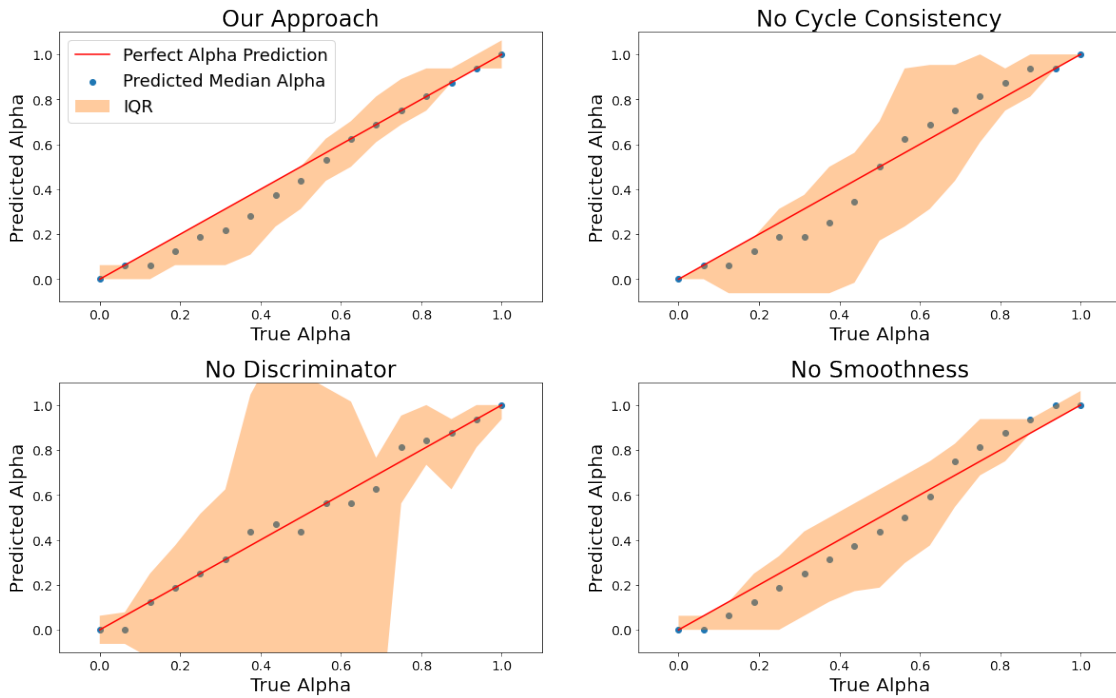 Our Approach
Perfect Alpha Prediction
Predicted Median Alpha
IQR
Predicted Alpha
1.0
0.8
0.6
0.4
0.2
0.0
0.0 0.2 0.4 0.6 0.8 1.0
True Alpha
No Cycle Consistency
Predicted Alpha
1.0
0.8
0.6
0.4
0.2
0.0
0.0 0.2 0.4 0.6 0.8 1.0
True Alpha
No Discriminator
Predicted Alpha
1.0
0.8
0.6
0.4
0.2
0.0
0.0 0.2 0.4 0.6 0.8 1.0
True Alpha
No Smoothness
Predicted Alpha
1.0
0.8
0.6
0.4
0.2
0.0
0.0 0.2 0.4 0.6 0.8 1.0
True Alpha